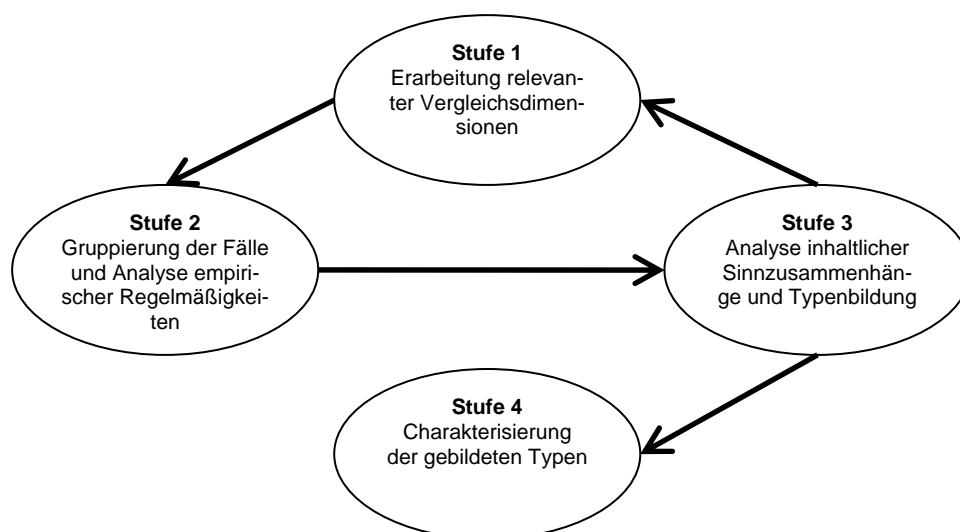 Stufe 1
Erarbeitung relevan-
ter Vergleichsdimen-
sionen
Stufe 2
Gruppierung der Fälle
und Analyse empiri-
scher Regelmäßigkei-
ten
Stufe 3
Analyse inhaltlicher
Sinnzusammenhän-
ge und Typenbildung
Stufe 4
Charakterisierung
der gebildeten Typen